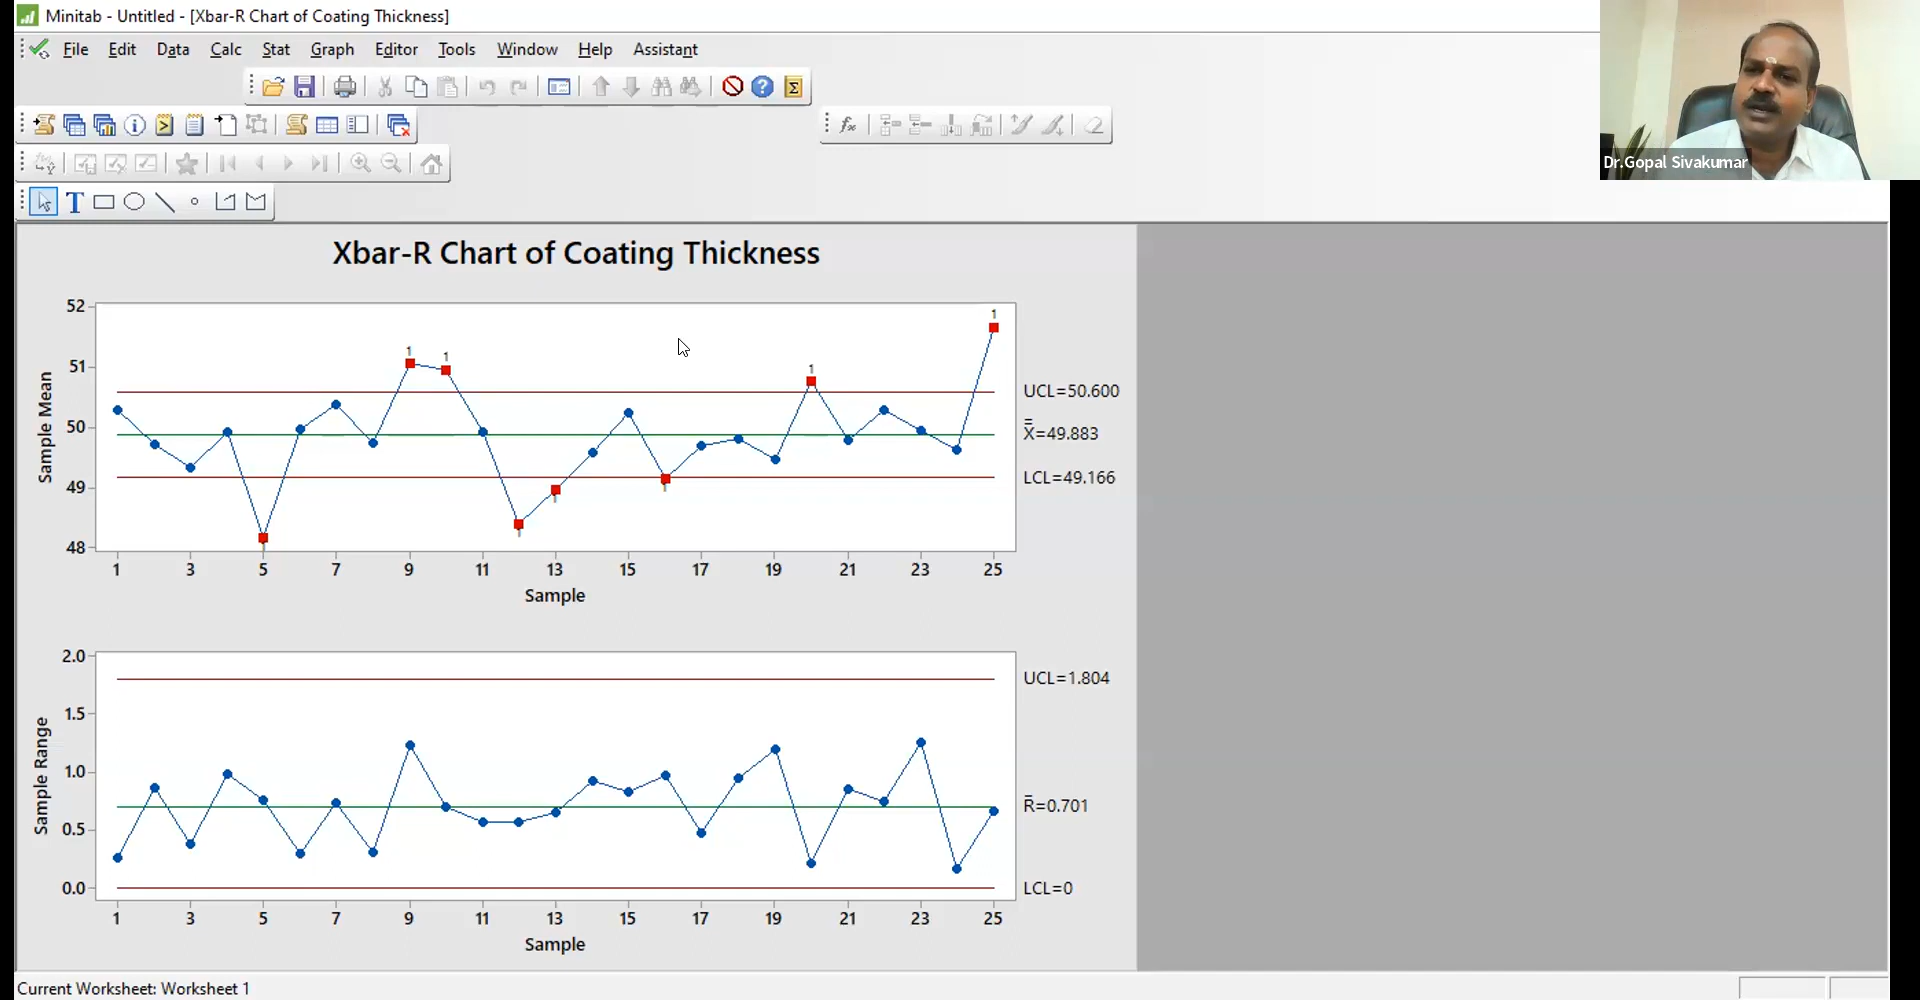 Minitab - Untitled - [Xbar-R Chart of Coating Thickness]
File Edit Data Calc Stat Graph Editor Tools Window Help Assistant
Dr.Gopal Sivakumar
Xbar-R Chart of Coating Thickness
Sample Mean
52
51
50
49
48
1
1
1
1
1
1
1
1
UCL=50.600
X=49.883
LCL=49.166
1 3 5 7 9 11 13 15 17 19 21 23 25
Sample
Sample Range
2.0
1.5
1.0
0.5
0.0
UCL=1.804
R=0.701
LCL=0
1 3 5 7 9 11 13 15 17 19 21 23 25
Sample
Current Worksheet: Worksheet 1